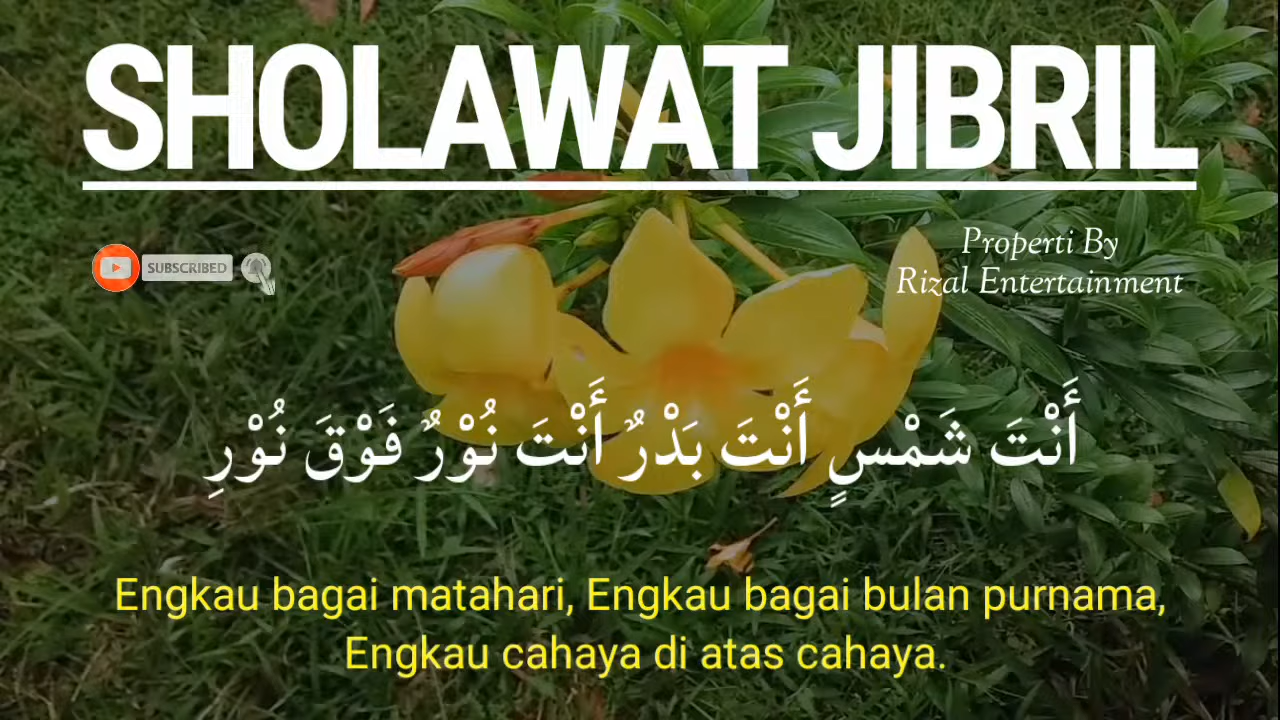 SHOLAWAT JIBRIL
SUBSCRIBED
Properti By
Rizal Entertainment
أَنْتَ شَمْسٍ أَنْتَ بَدْرٌ أَنْتَ نُوْرٌ فَوْقَ نُوْرِ
Engkau bagai matahari, Engkau bagai bulan purnama,
Engkau cahaya di atas cahaya.